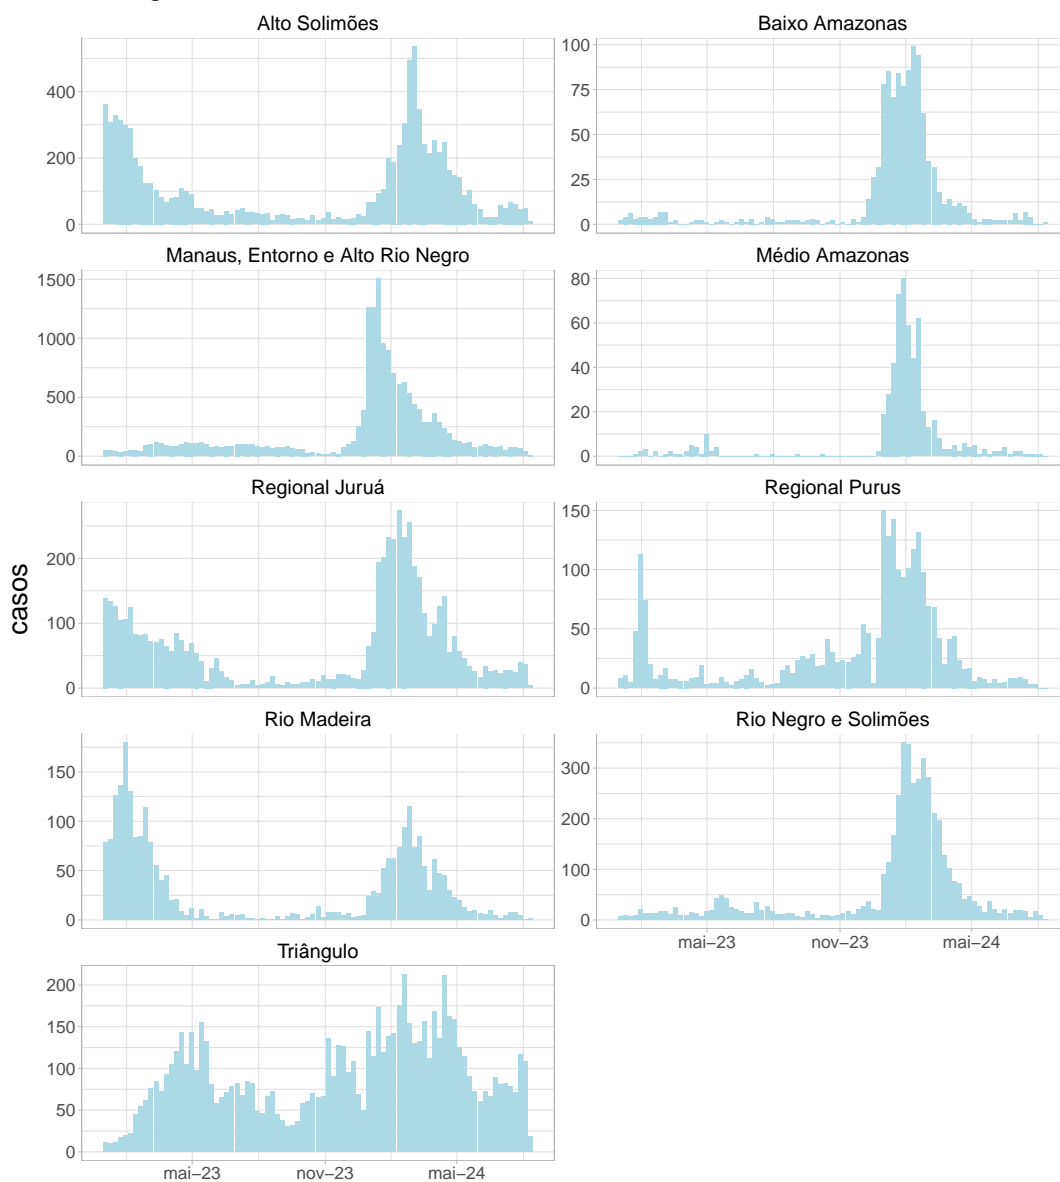 Alto Solimões
Baixo Amazonas
400
200
0
100
75
50
25
0
Manaus, Entorno e Alto Rio Negro
Médio Amazonas
1500
1000
500
0
80
60
40
20
0
Regional Juruá
Regional Purus
200
100
0
150
100
50
0
casos
Rio Madeira
Rio Negro e Solimões
150
100
50
0
300
200
100
0
mai–23
nov–23
mai–24
Triângulo
200
150
100
50
0
mai–23
nov–23
mai–24